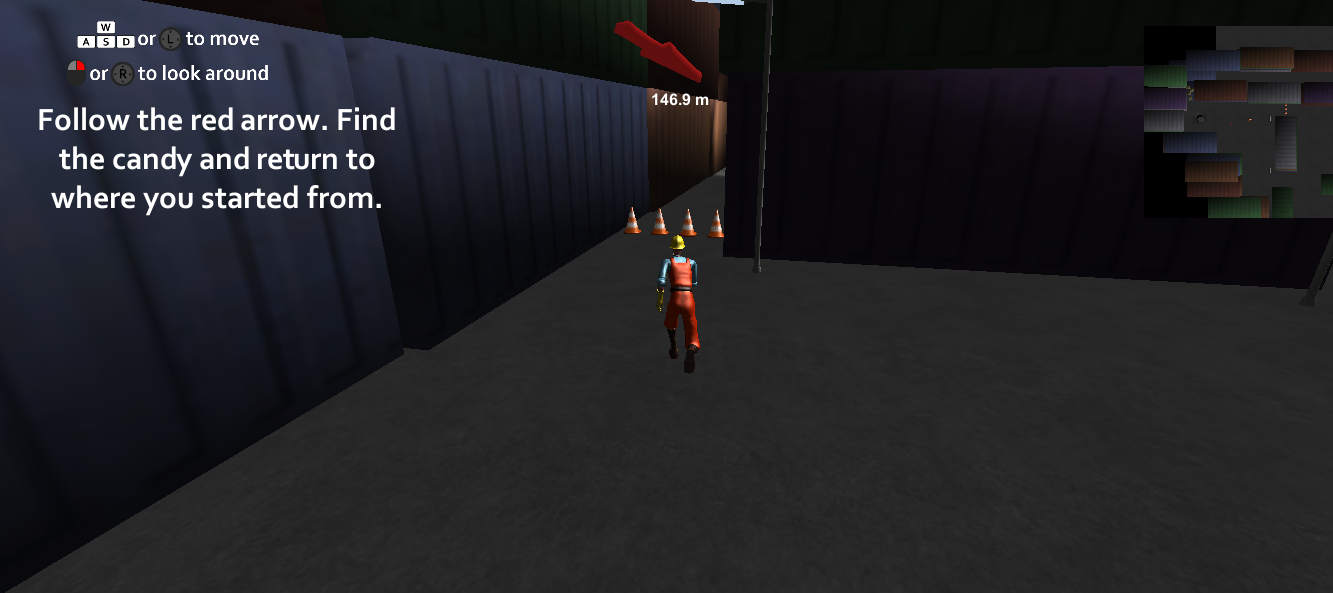 W
A S D or L to move
or R to look around
Follow the red arrow. Find
the candy and return to
where you started from.
146.9 m